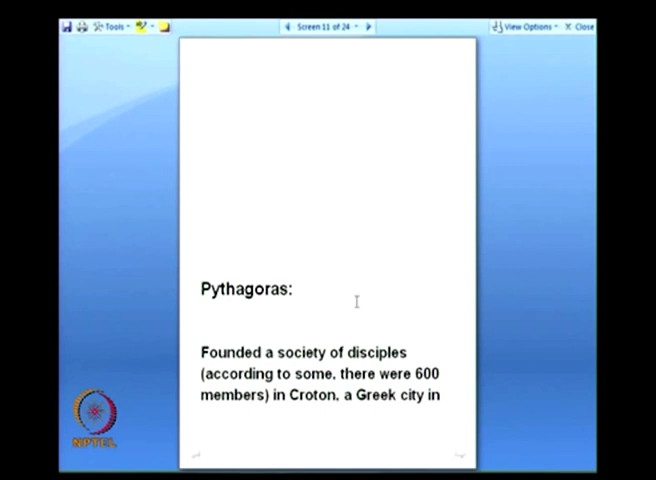 Tools
Screen 11 of 24
View Options
Close
Pythagoras:
Founded a society of disciples
(according to some, there were 600
members) in Croton, a Greek city in
NPTEL